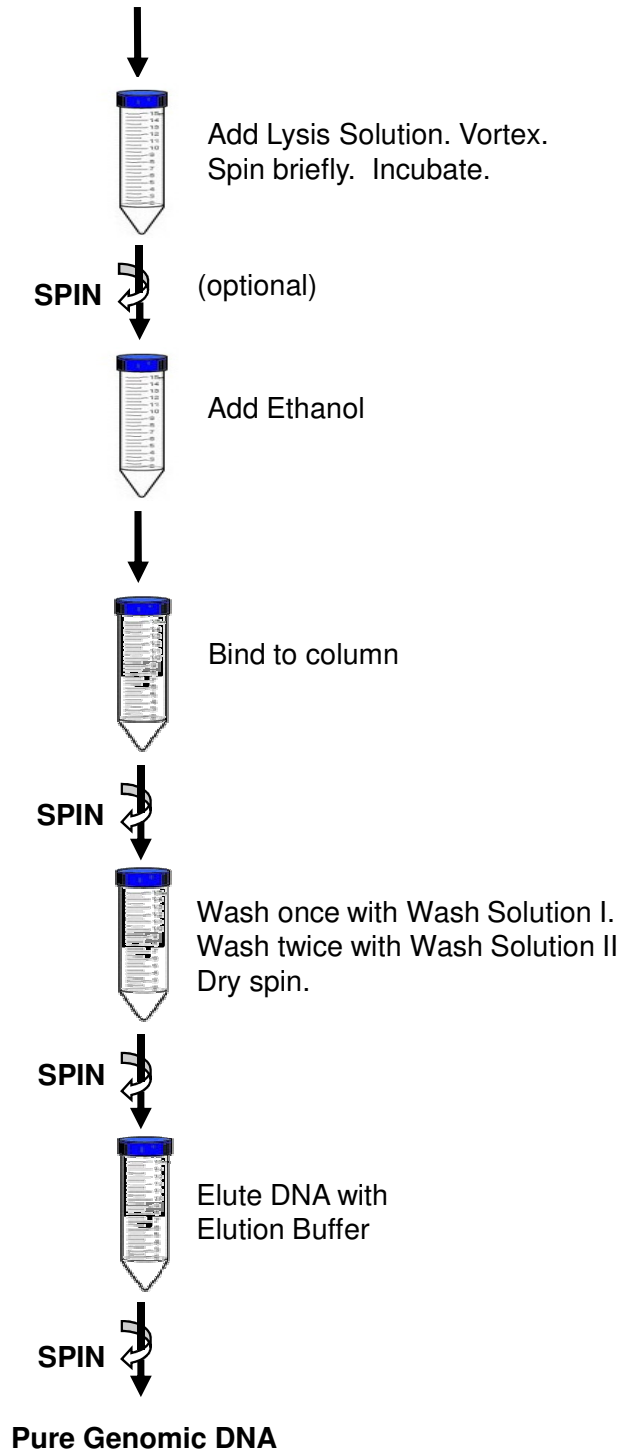 Add Lysis Solution. Vortex.
Spin briefly. Incubate.
SPIN
(optional)
Add Ethanol
Bind to column
SPIN
Wash once with Wash Solution I.
Wash twice with Wash Solution II
Dry spin.
SPIN
Elute DNA with
Elution Buffer
SPIN
Pure Genomic DNA